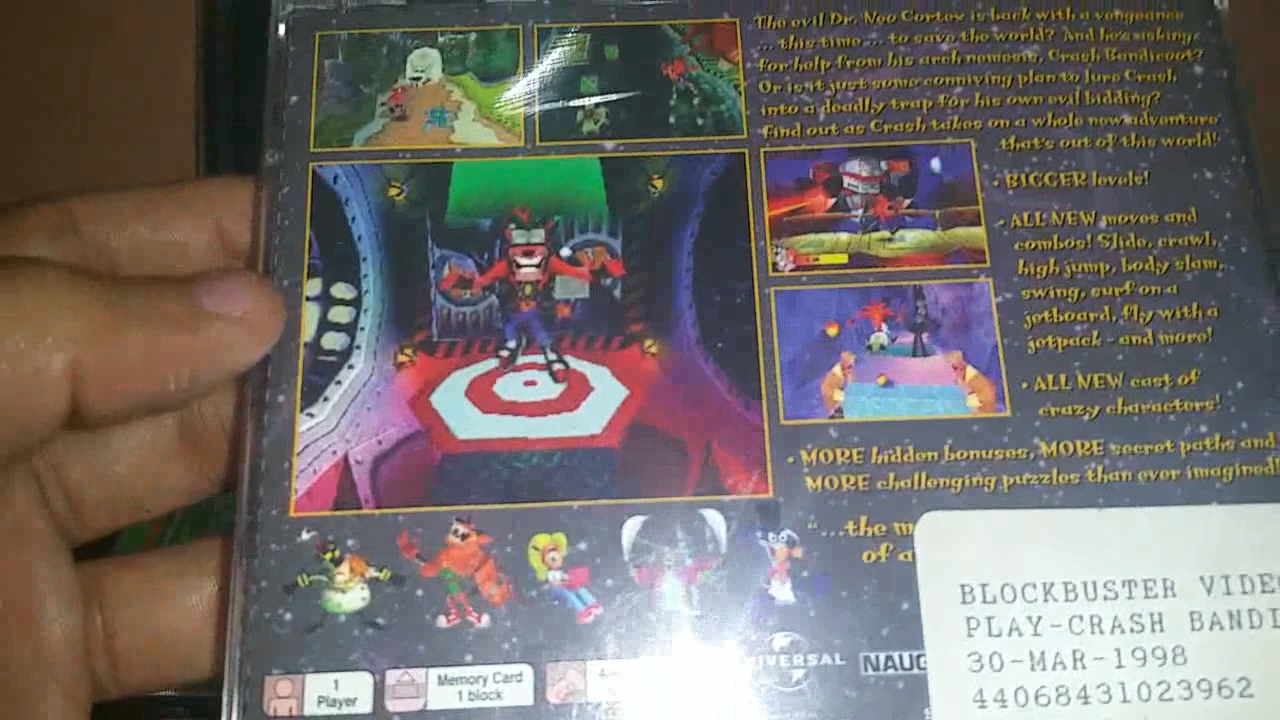 The evil Dr. Neo Cortex is back with a vengeance
... this time ... to save the world? And he's asking
for help from his arch nemesis, Crash Bandicoot?
Or is it just some conniving plan to lure Crash
into a deadly trap for his own evil bidding?
Find out as Crash takes on a whole new adventure
that's out of this world!
• BIGGER levels!
• ALL NEW moves and
combos! Slide, crawl,
high jump, body slam,
swing, surf on a
jetboard, fly with a
jetpack - and more!
• ALL NEW cast of
crazy characters!
• MORE hidden bonuses, MORE secret paths and
MORE challenging puzzles than ever imagined!
"...the m
of a
BLOCKBUSTER VIDE
PLAY-CRASH BANDI
30-MAR-1998
44068431023962
1
Player
Memory Card
1 block
IVERSAL
NAUG